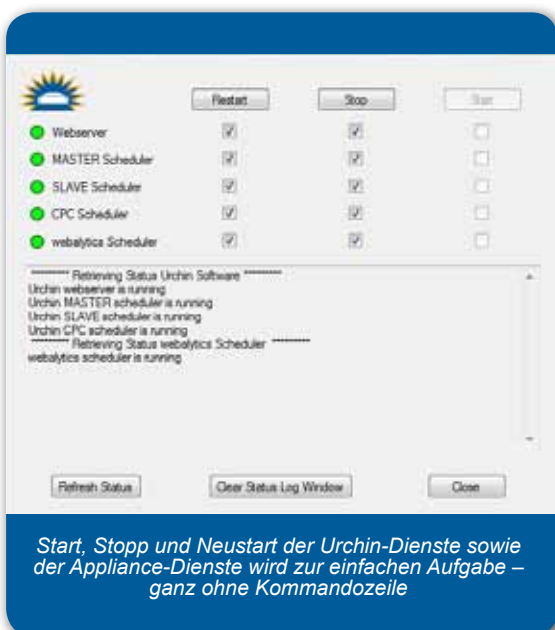 Restart Stop Start
Webserver
MASTER Scheduler
SLAVE Scheduler
CPC Scheduler
webalytics Scheduler
********* Retrieving Status Urchin Software *********
Urchin webserver is running
Urchin MASTER scheduler is running
Urchin SLAVE scheduler is running
Urchin CPC scheduler is running
********* Retrieving Status webalytics Scheduler *********
webalytics scheduler is running
Refresh Status Clear Status Log Window Close
Start, Stopp und Neustart der Urchin-Dienste sowie
der Appliance-Dienste wird zur einfachen Aufgabe –
ganz ohne Kommandozeile